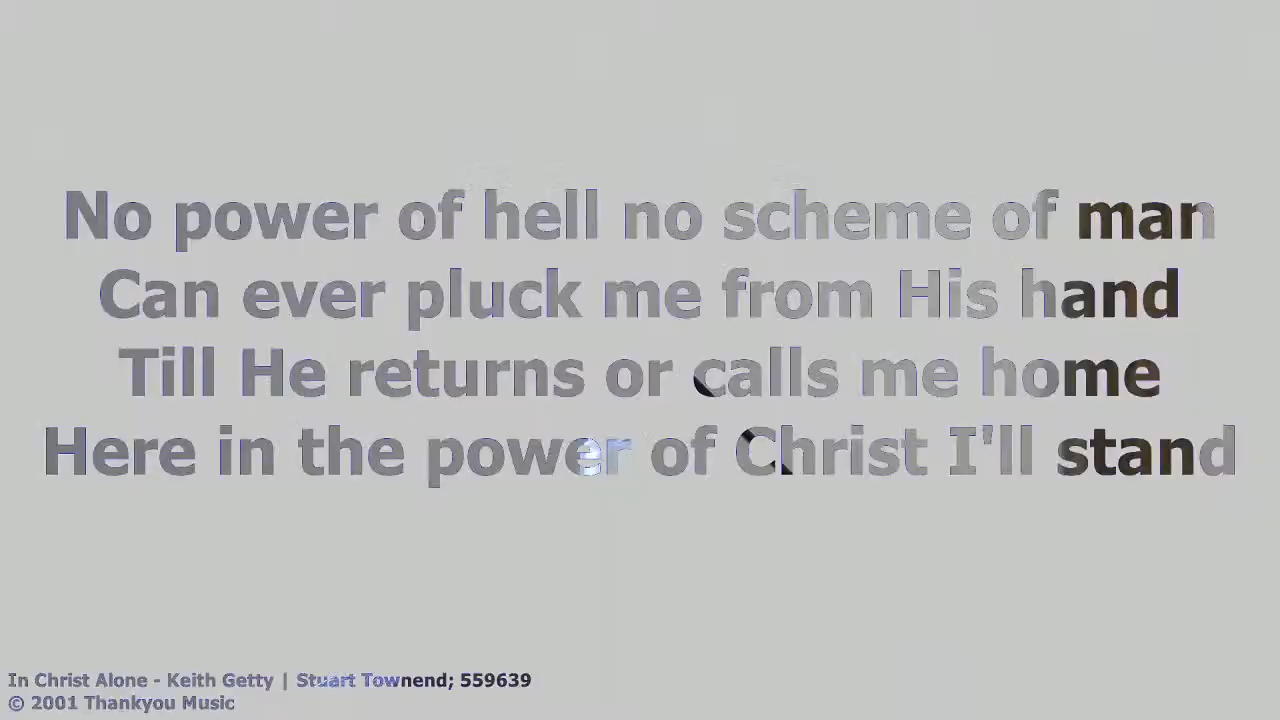 No power of hell no scheme of man
Can ever pluck me from His hand
Till He returns or calls me home
Here in the power of Christ I'll stand
In Christ Alone - Keith Getty | Stuart Townend; 559639
© 2001 Thankyou Music